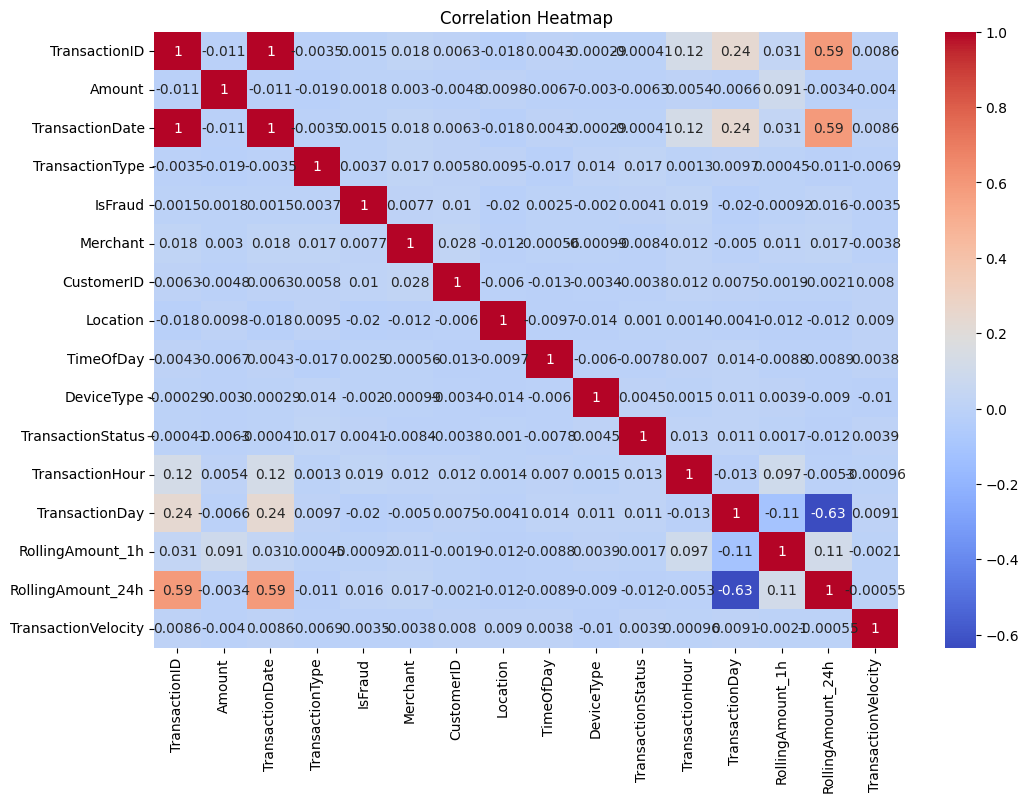 Correlation Heatmap
TransactionID 1 -0.011 1 -0.0035 0.0015 0.018 0.0063 -0.018 0.0043 -0.00029 -0.00041 0.12 0.24 0.031 0.59 0.0086
Amount -0.011 1 -0.011 -0.019 0.0018 0.003 -0.0048 0.0098 -0.0067 -0.003 -0.0063 0.0054 -0.0066 0.091 -0.0034 -0.004
TransactionDate 1 -0.011 1 -0.0035 0.0015 0.018 0.0063 -0.018 0.0043 -0.00029 -0.00041 0.12 0.24 0.031 0.59 0.0086
TransactionType -0.0035 -0.019 -0.0035 1 0.0037 0.017 0.0058 0.0095 -0.017 0.014 0.017 0.0013 0.0097 0.00045 -0.011 -0.0069
IsFraud 0.0015 0.0018 0.0015 0.0037 1 0.0077 0.01 -0.02 0.0025 -0.002 0.0041 0.019 -0.02 -0.00092 0.016 -0.0035
Merchant 0.018 0.003 0.018 0.017 0.0077 1 0.028 -0.012 -0.00056 -0.00099 -0.0084 0.012 -0.005 0.011 0.017 -0.0038
CustomerID 0.0063 -0.0048 0.0063 0.0058 0.01 0.028 1 -0.006 -0.013 -0.0034 -0.0038 0.012 0.0075 -0.0019 -0.0021 0.008
Location -0.018 0.0098 -0.018 0.0095 -0.02 -0.012 -0.006 1 -0.0097 -0.014 0.001 0.0014 -0.0041 -0.012 -0.012 0.009
TimeOfDay 0.0043 -0.0067 0.0043 -0.017 0.0025 -0.00056 -0.013 -0.0097 1 -0.006 -0.0078 0.007 0.014 -0.0088 -0.0089 0.0038
DeviceType -0.00029 -0.003 -0.00029 0.014 -0.002 -0.00099 -0.0034 -0.014 -0.006 1 0.0045 0.0015 0.011 0.0039 -0.009 -0.01
TransactionStatus -0.00041 -0.0063 -0.00041 0.017 0.0041 -0.0084 -0.0038 0.001 -0.0078 0.0045 1 0.013 0.011 0.0017 -0.012 0.0039
TransactionHour 0.12 0.0054 0.12 0.0013 0.019 0.012 0.012 0.0014 0.007 0.0015 0.013 1 -0.013 0.097 -0.0053 -0.00096
TransactionDay 0.24 -0.0066 0.24 0.0097 -0.02 -0.005 0.0075 -0.0041 0.014 0.011 0.011 -0.013 1 -0.11 -0.63 0.0091
RollingAmount_1h 0.031 0.091 0.031 0.00045 -0.00092 0.011 -0.0019 -0.012 -0.0088 0.0039 0.0017 0.097 -0.11 1 0.11 -0.0021
RollingAmount_24h 0.59 -0.0034 0.59 -0.011 0.016 0.017 -0.0021 -0.012 -0.0089 -0.009 -0.012 -0.0053 -0.63 0.11 1 -0.00055
TransactionVelocity 0.0086 -0.004 0.0086 -0.0069 -0.0035 -0.0038 0.008 0.009 0.0038 -0.01 0.0039 -0.00096 0.0091 -0.0021 -0.00055 1
TransactionID
Amount
TransactionDate
TransactionType
IsFraud
Merchant
CustomerID
Location
TimeOfDay
DeviceType
TransactionStatus
TransactionHour
TransactionDay
RollingAmount_1h
RollingAmount_24h
TransactionVelocity
1.0
0.8
0.6
0.4
0.2
0.0
−0.2
−0.4
−0.6